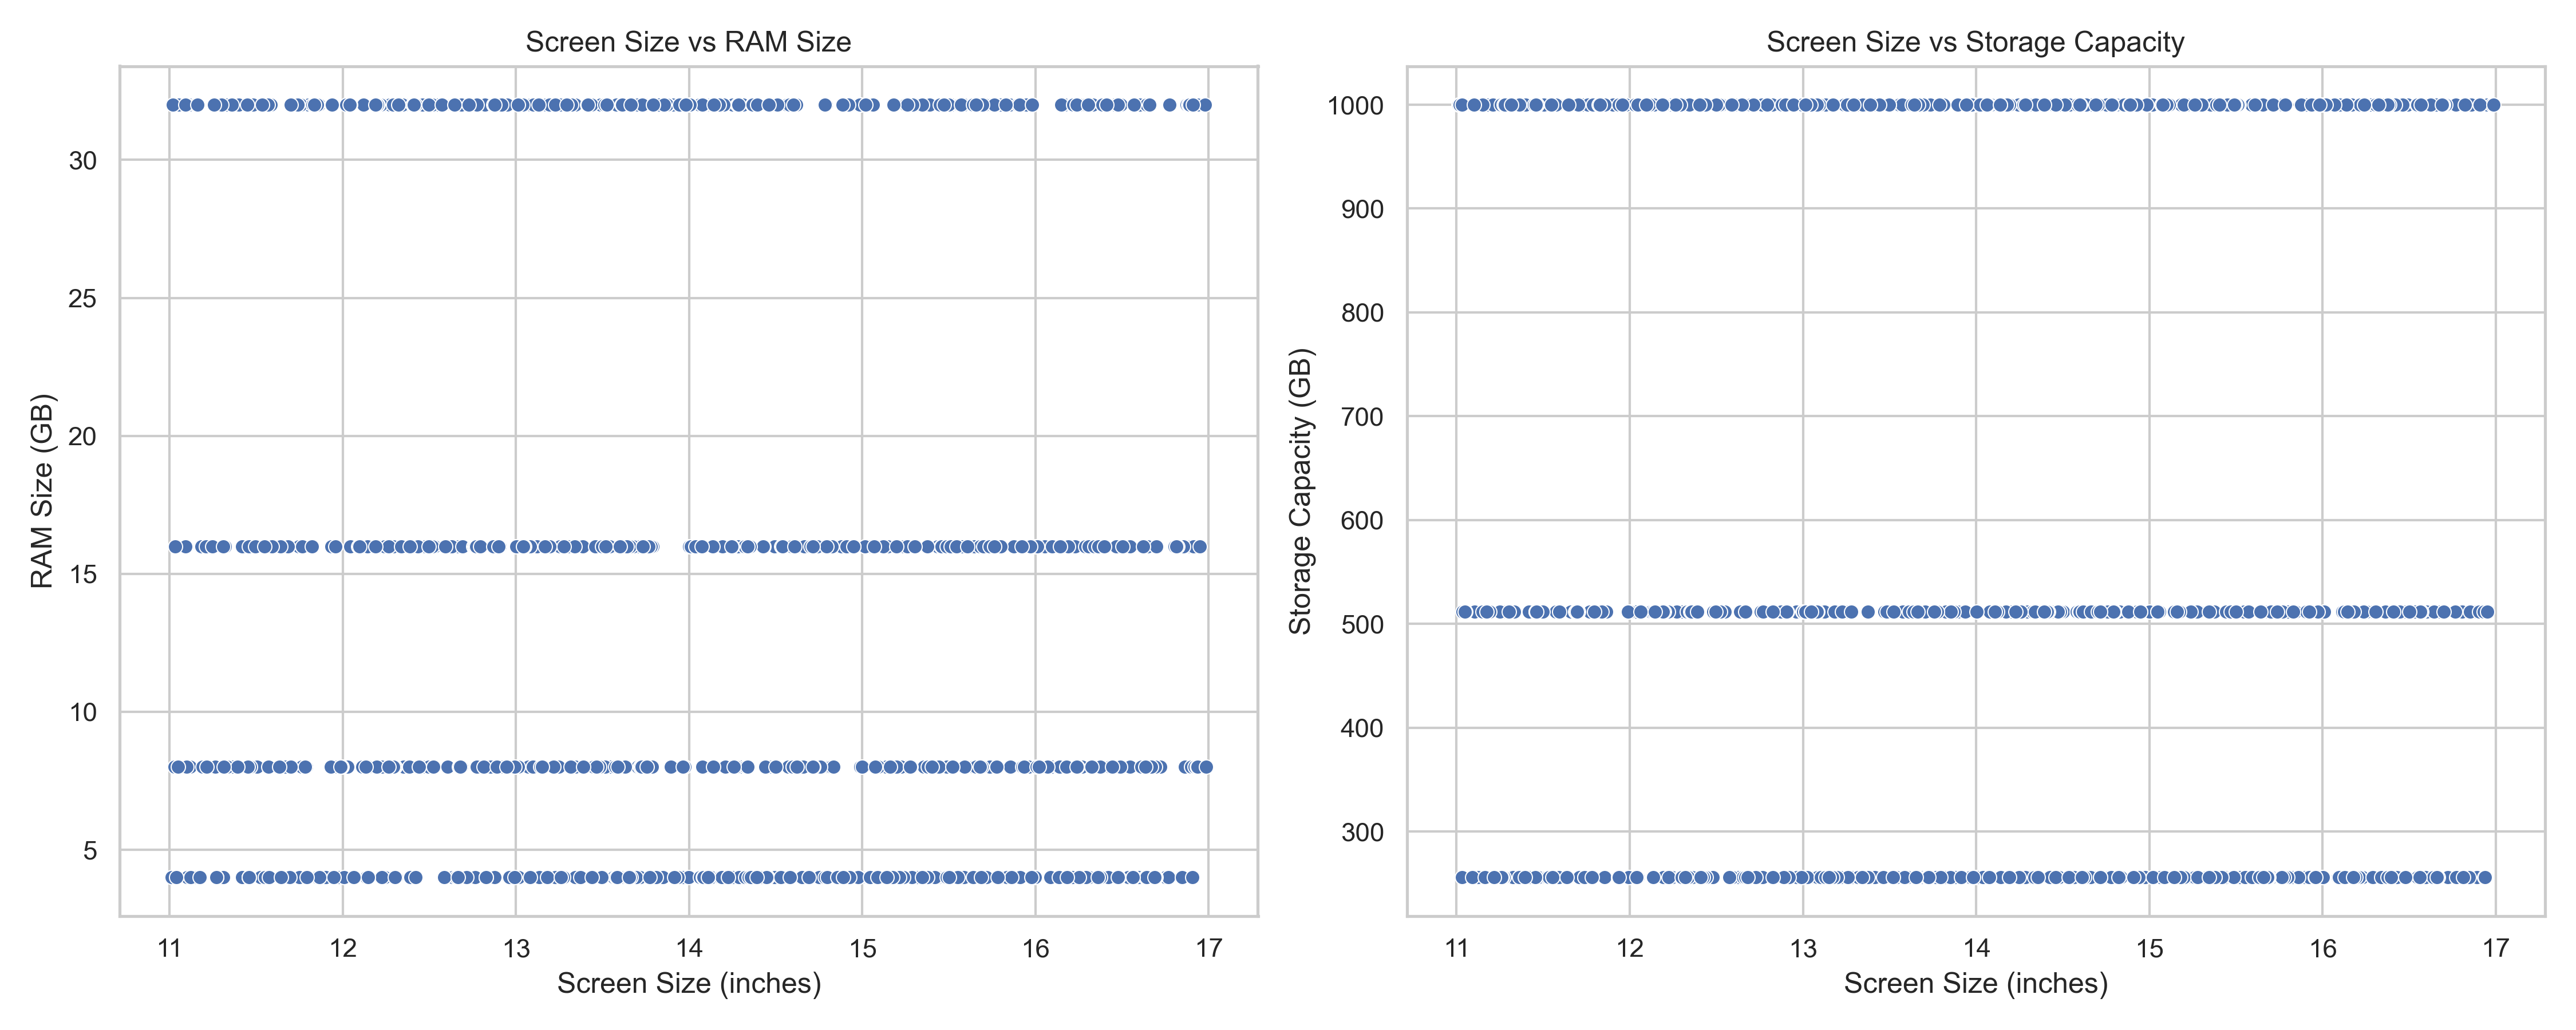 Screen Size vs RAM Size
RAM Size (GB)
30
25
20
15
10
5
11 12 13 14 15 16 17
Screen Size (inches)
Screen Size vs Storage Capacity
Storage Capacity (GB)
1000
900
800
700
600
500
400
300
11 12 13 14 15 16 17
Screen Size (inches)